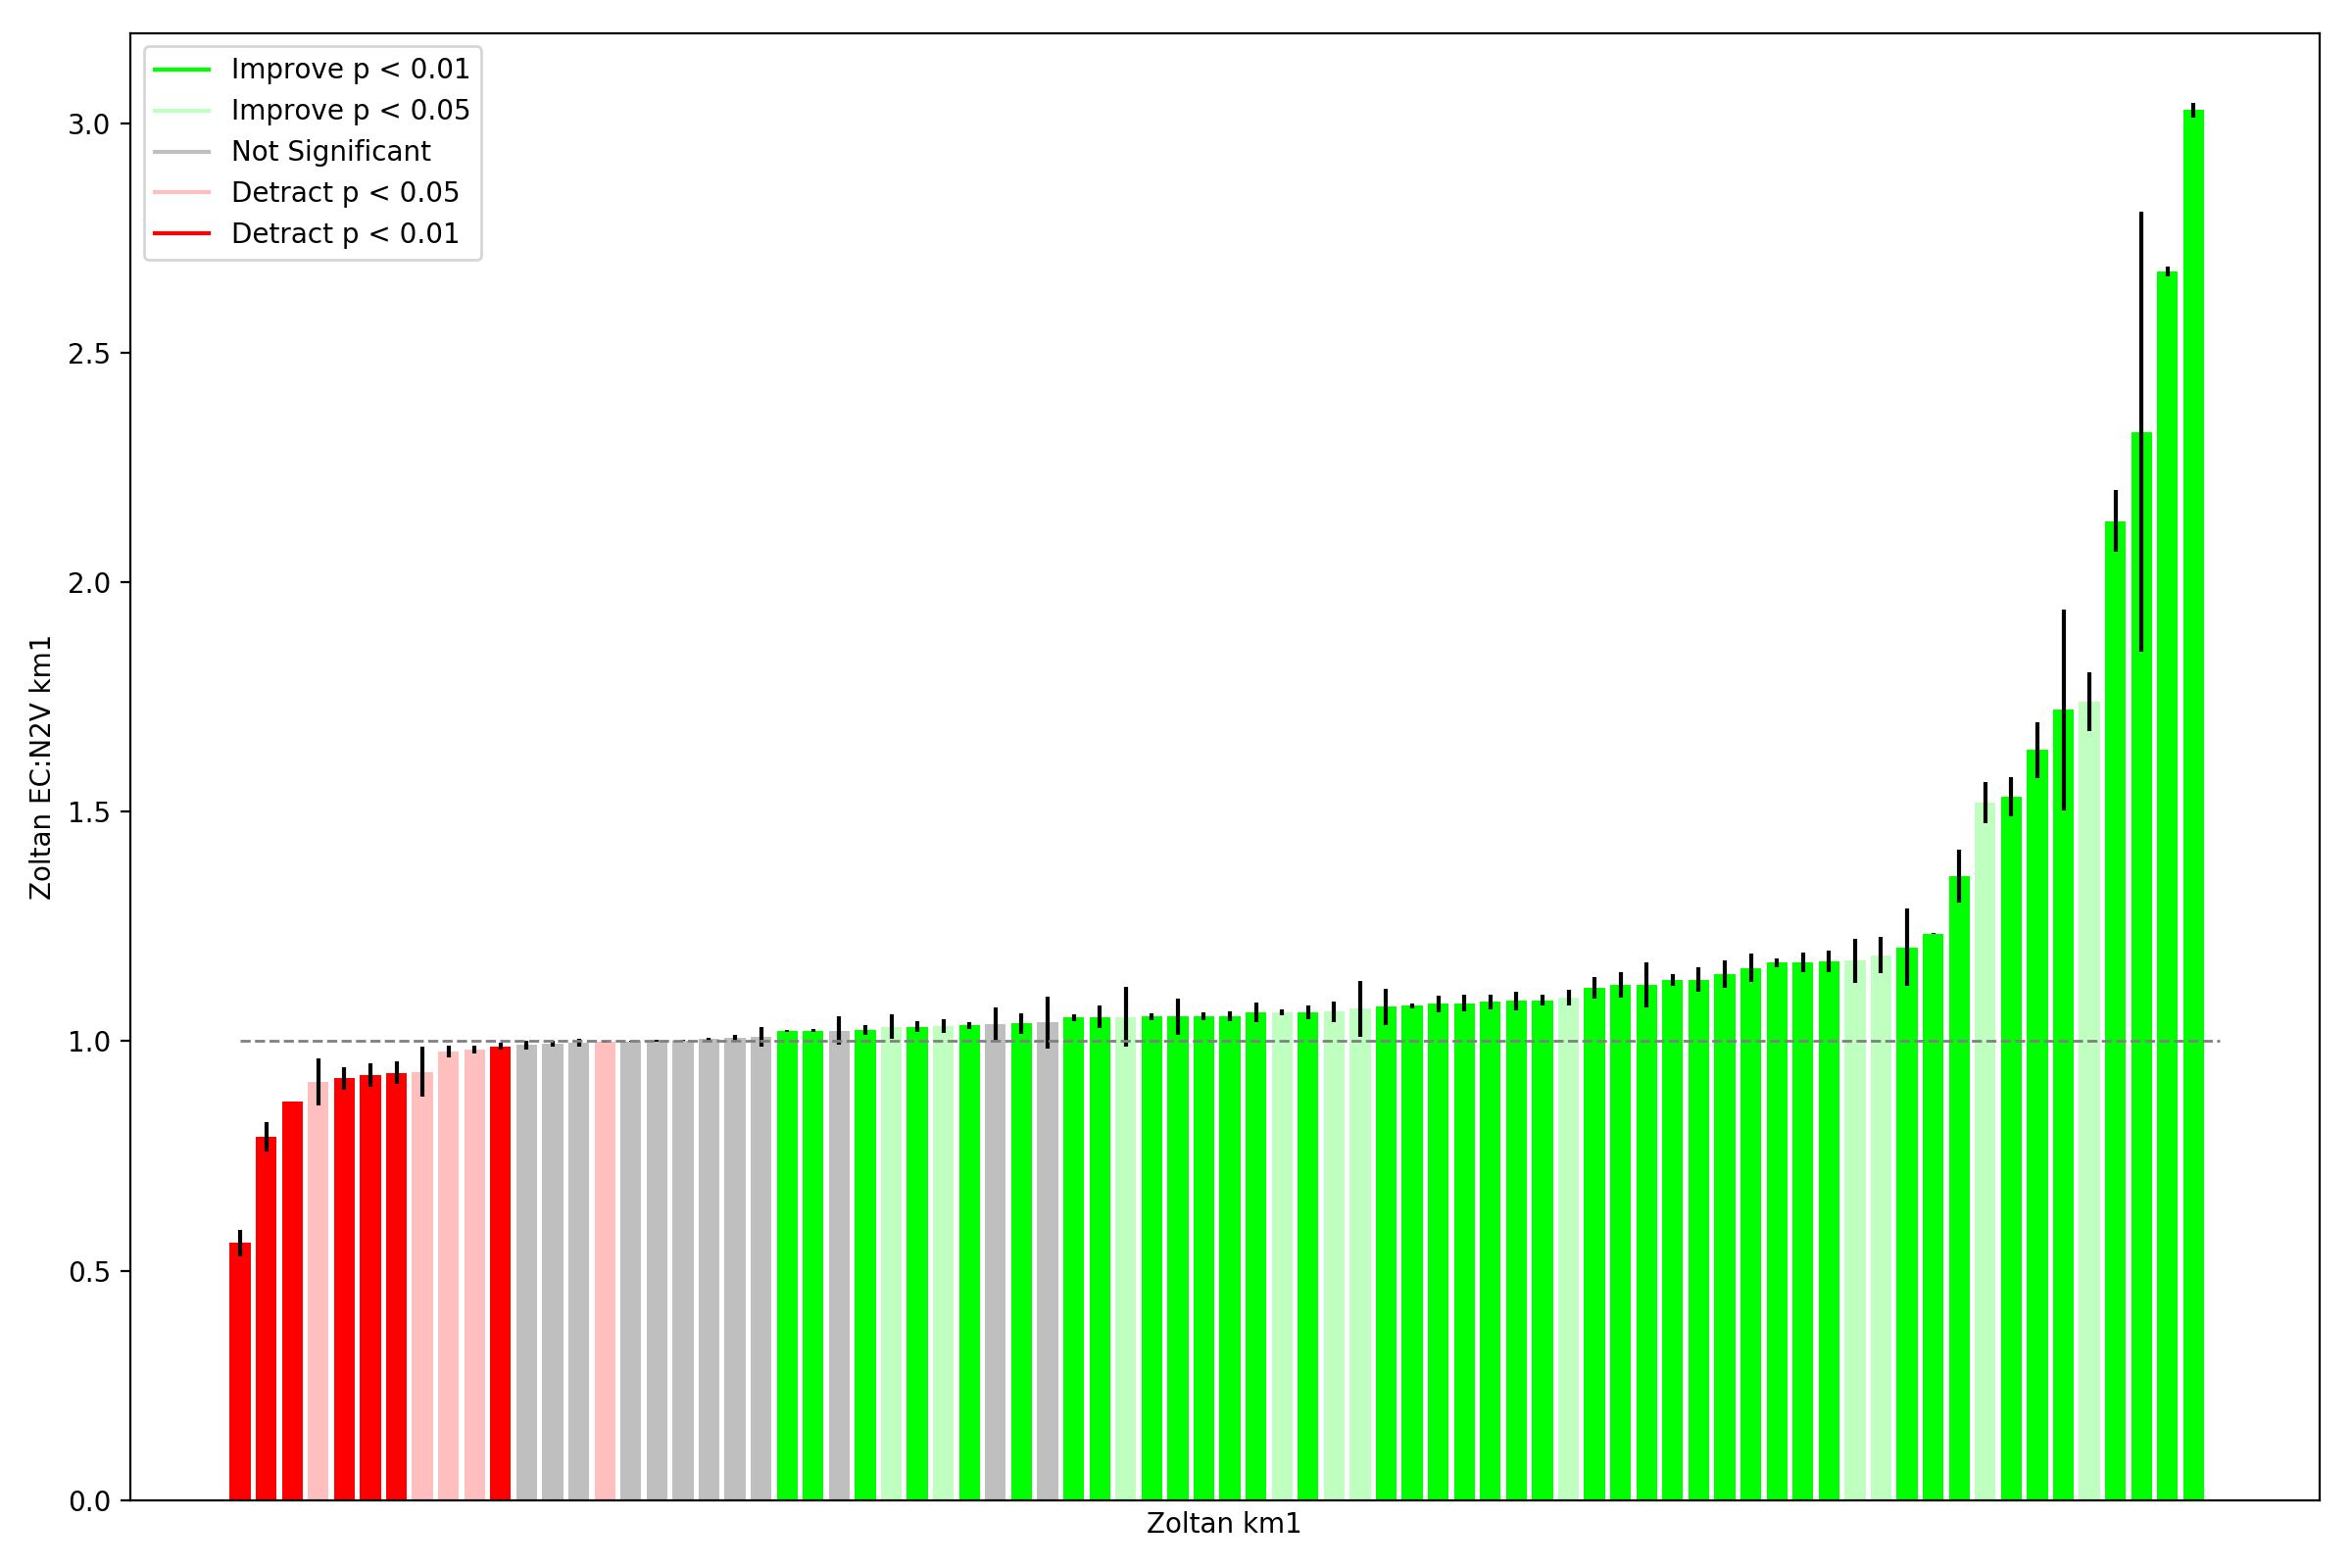 Improve p < 0.01
Improve p < 0.05
Not Significant
Detract p < 0.05
Detract p < 0.01
3.0
2.5
2.0
1.5
1.0
0.5
0.0
Zoltan EC:N2V km1
Zoltan km1